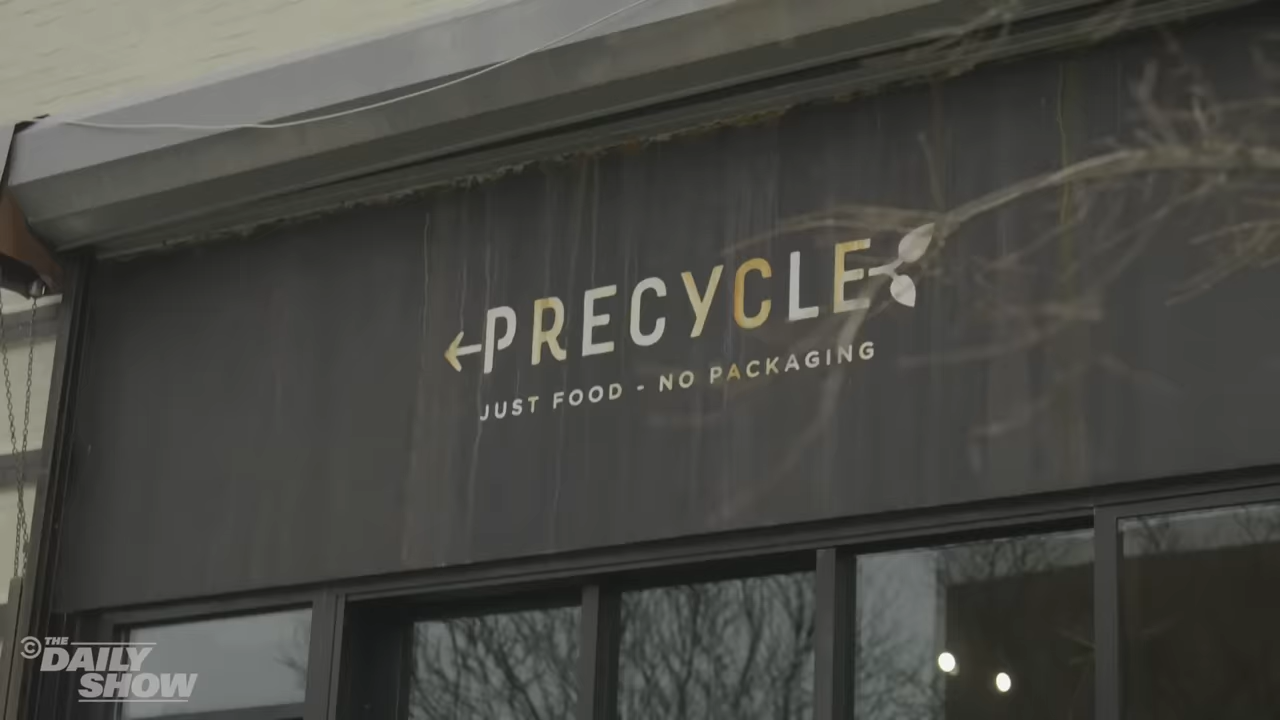 PRECYCLE
JUST FOOD - NO PACKAGING
THE
DAILY
SHOW